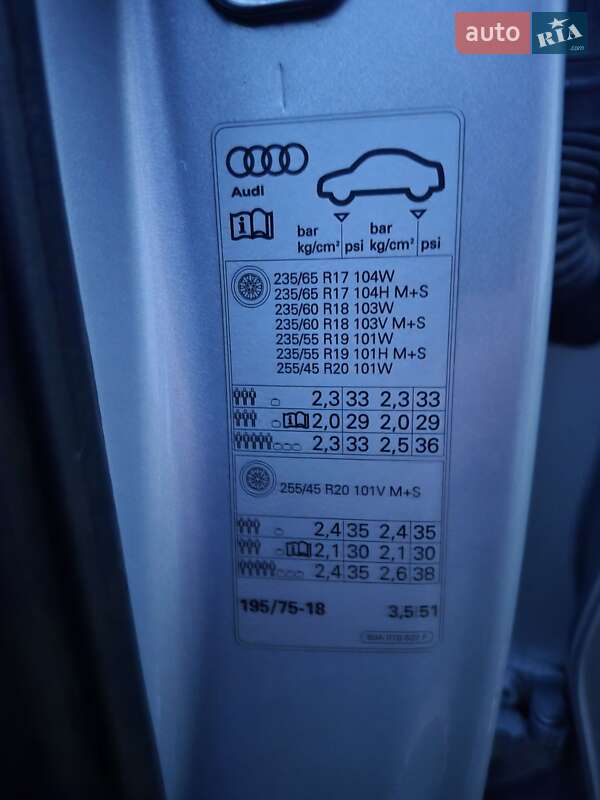 auto RIA .com
Audi
bar bar
kg/cm² psi kg/cm² psi
235/65 R17 104W
235/65 R17 104H M+S
235/60 R18 103W
235/60 R18 103V M+S
235/55 R19 101W
235/55 R19 101H M+S
255/45 R20 101W
2,3 33 2,3 33
2,0 29 2,0 29
2,3 33 2,5 36
255/45 R20 101V M+S
2,4 35 2,4 35
2,1 30 2,1 30
2,4 35 2,6 38
195/75-18 3,5 51